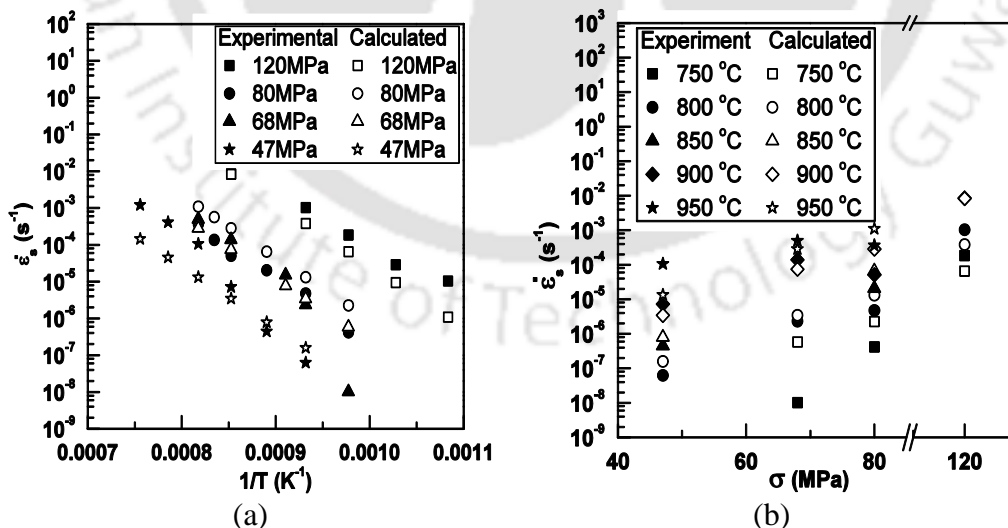 10²
10¹
10⁰
10⁻¹
10⁻²
10⁻³
10⁻⁴
10⁻⁵
10⁻⁶
10⁻⁷
10⁻⁸
10⁻⁹
ε̇ₛ (s⁻¹)
Experimental Calculated
120MPa 120MPa
80MPa 80MPa
68MPa 68MPa
47MPa 47MPa
0.0007 0.0008 0.0009 0.0010 0.0011
1/T (K⁻¹)
(a)
10³
10²
10¹
10⁰
10⁻¹
10⁻²
10⁻³
10⁻⁴
10⁻⁵
10⁻⁶
10⁻⁷
10⁻⁸
10⁻⁹
ε̇ₛ (s⁻¹)
Experiment Calculated
750 °C 750 °C
800 °C 800 °C
850 °C 850 °C
900 °C 900 °C
950 °C 950 °C
40 60 80 120
σ (MPa)
(b)
Institute of Technology Guwa